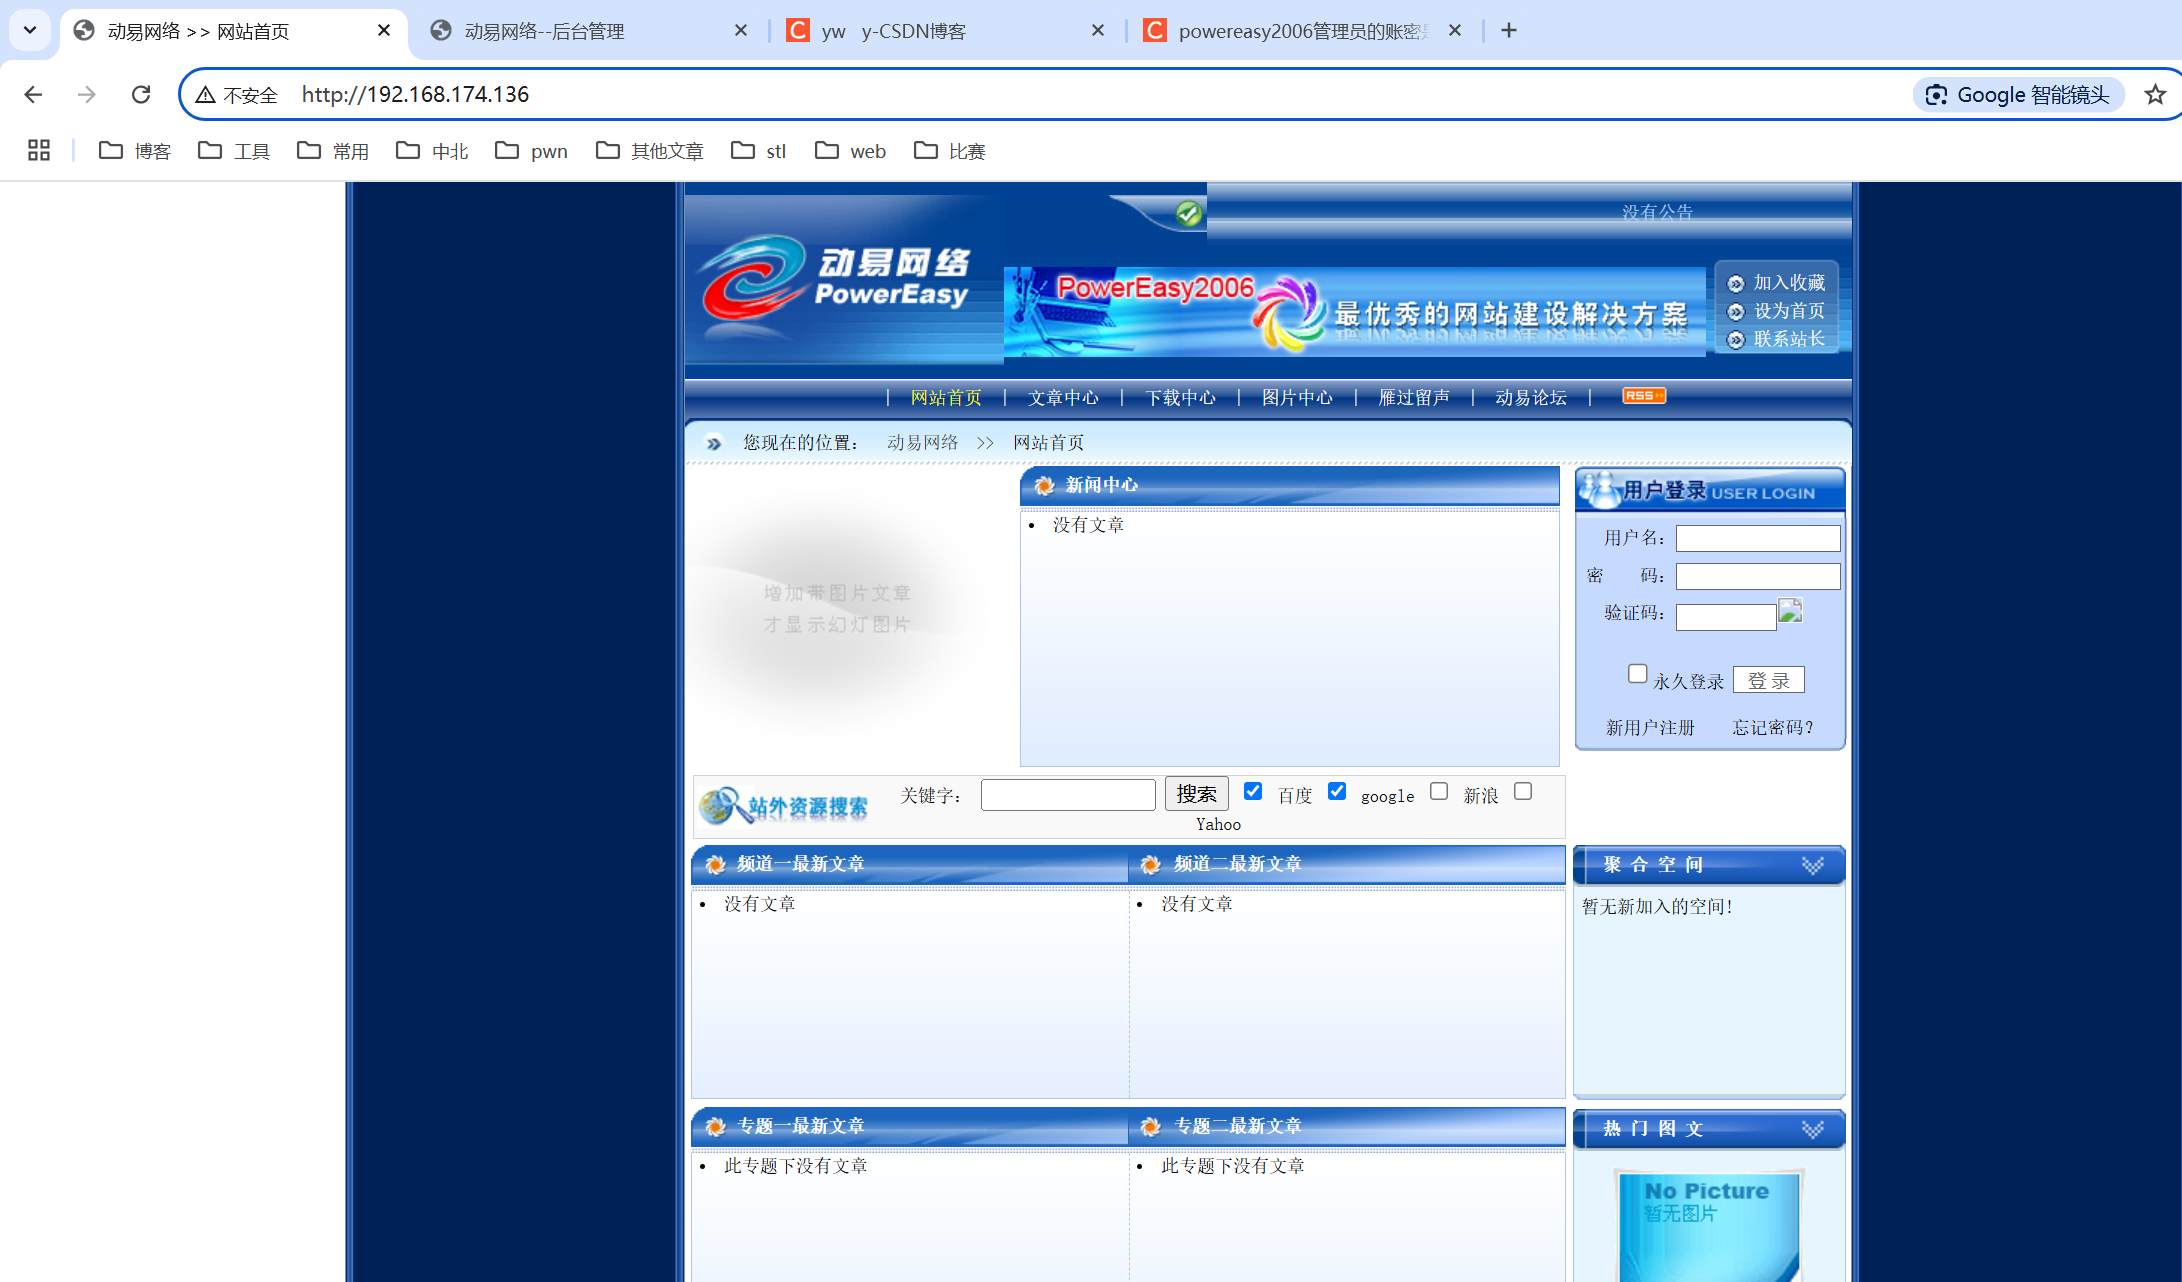 动易网络 >> 网站首页
动易网络--后台管理
yw y-CSDN博客
powereasy2006管理员的账密
不安全 http://192.168.174.136
Google 智能镜头
博客 工具 常用 中北 pwn 其他文章 stl web 比赛
没有公告
动易网络
PowerEasy
PowerEasy2006
最优秀的网站建设解决方案
加入收藏
设为首页
联系站长
| 网站首页 | 文章中心 | 下载中心 | 图片中心 | 雁过留声 | 动易论坛 | RSS
您现在的位置： 动易网络 >> 网站首页
增加带图片文章
才显示幻灯图片
新闻中心
没有文章
用户登录 USER LOGIN
用户名：
密 码：
验证码：
永久登录 登 录
新用户注册 忘记密码？
站外资源搜索
关键字： 搜索 百度 google 新浪
Yahoo
频道一最新文章
没有文章
频道二最新文章
没有文章
聚 合 空 间
暂无新加入的空间！
专题一最新文章
此专题下没有文章
专题二最新文章
此专题下没有文章
热 门 图 文
No Picture
暂无图片